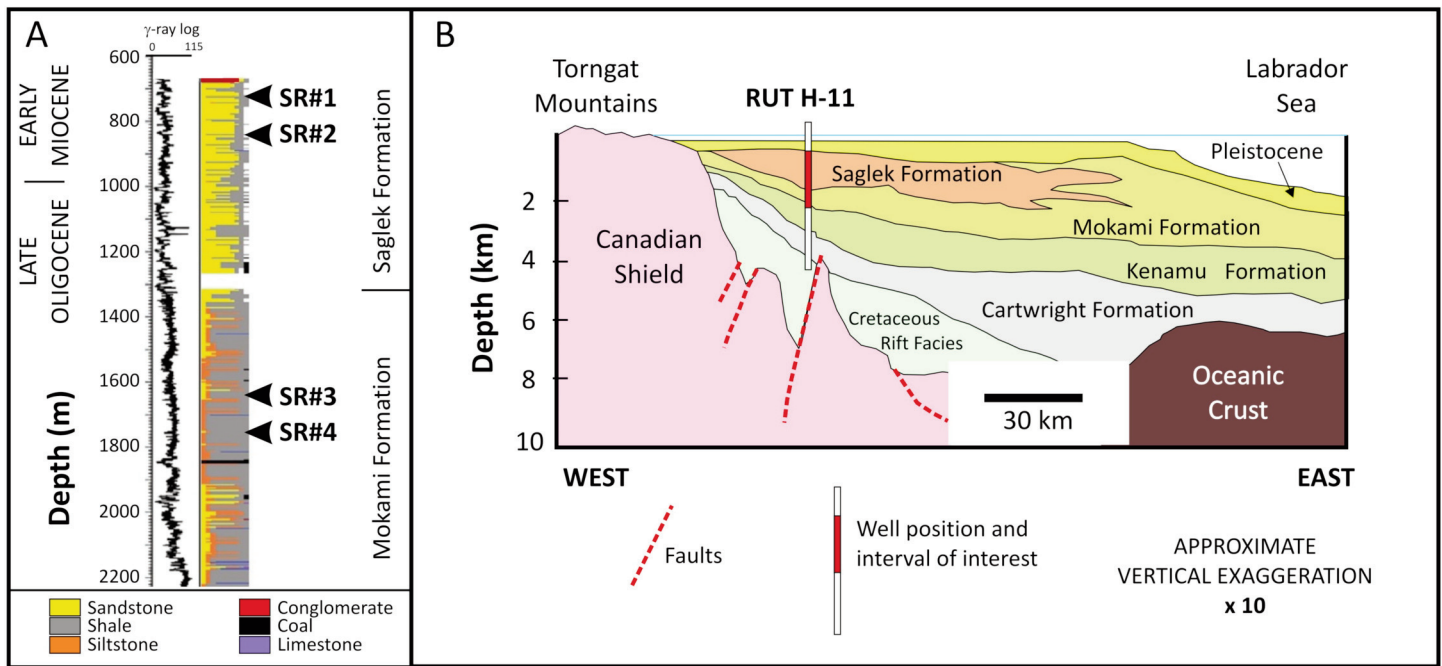 A
γ-ray log
0 115
600
800
1000
1200
1400
1600
1800
2000
2200
Depth (m)
EARLY
MIOCENE
LATE
OLIGOCENE
SR#1
SR#2
SR#3
SR#4
Saglek Formation
Mokami Formation
Sandstone
Shale
Siltstone
Conglomerate
Coal
Limestone
B
Torngat
Mountains
RUT H-11
Labrador
Sea
Pleistocene
Saglek Formation
Mokami Formation
Kenamu Formation
Cartwright Formation
Canadian
Shield
Cretaceous
Rift Facies
Oceanic
Crust
30 km
Depth (km)
2
4
6
8
10
WEST
EAST
Faults
Well position and
interval of interest
APPROXIMATE
VERTICAL EXAGGERATION
x 10